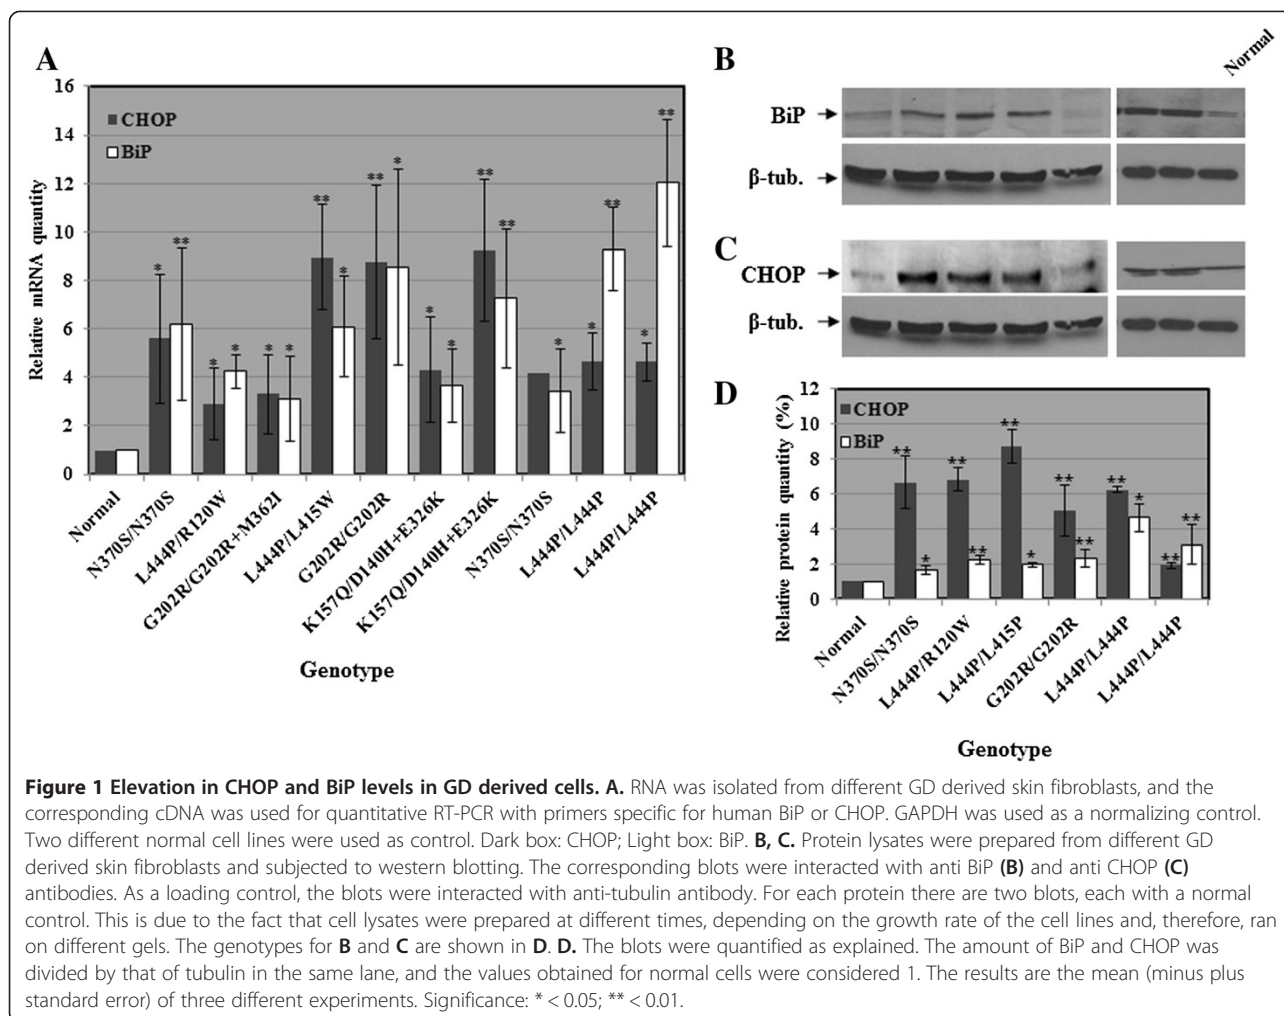 A
16
14
12
10
8
6
4
2
0
Relative mRNA quantity
CHOP
BiP
*
**
*
*
*
*
**
*
**
*
*
*
**
**
*
*
**
*
**
Normal
N370S/N370S
L444P/R120W
G202R/G202R+M362I
L444P/L415W
G202R/G202R
K157Q/D140H+E326K
K157Q/D140H+E326K
N370S/N370S
L444P/L444P
L444P/L444P
Genotype
B
Normal
BiP
β-tub.
C
CHOP
β-tub.
D
12
10
8
6
4
2
0
Relative protein quantity (%)
CHOP
BiP
**
*
**
**
**
*
**
**
**
*
**
**
Normal
N370S/N370S
L444P/R120W
L444P/L415P
G202R/G202R
L444P/L444P
L444P/L444P
Genotype
Figure 1 Elevation in CHOP and BiP levels in GD derived cells. A. RNA was isolated from different GD derived skin fibroblasts, and the
corresponding cDNA was used for quantitative RT-PCR with primers specific for human BiP or CHOP. GAPDH was used as a normalizing control.
Two different normal cell lines were used as control. Dark box: CHOP; Light box: BiP. B, C. Protein lysates were prepared from different GD
derived skin fibroblasts and subjected to western blotting. The corresponding blots were interacted with anti BiP (B) and anti CHOP (C)
antibodies. As a loading control, the blots were interacted with anti-tubulin antibody. For each protein there are two blots, each with a normal
control. This is due to the fact that cell lysates were prepared at different times, depending on the growth rate of the cell lines and, therefore, ran
on different gels. The genotypes for B and C are shown in D. D. The blots were quantified as explained. The amount of BiP and CHOP was
divided by that of tubulin in the same lane, and the values obtained for normal cells were considered 1. The results are the mean (minus plus
standard error) of three different experiments. Significance: * < 0.05; ** < 0.01.